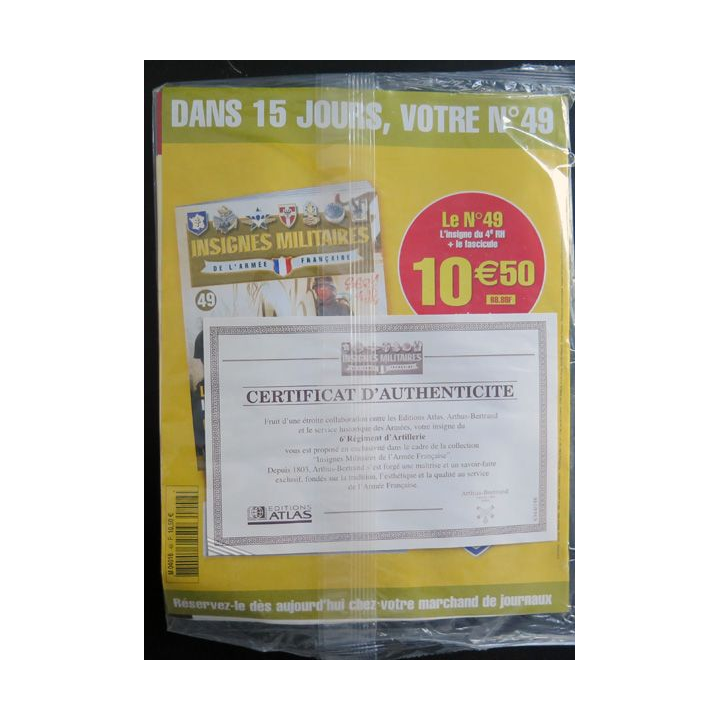 DANS 15 JOURS, VOTRE N°49
INSIGNES MILITAIRES
DE L'ARMÉE FRANÇAISE
49
Le N°49
L'insigne du 4e RH
+ le fascicule
10€50
INSIGNES MILITAIRES
CERTIFICAT D'AUTHENTICITE
Fruit d'une étroite collaboration entre les Editions Atlas, Arthus-Bertrand
et le service historique des Armées, votre insigne du
6e Régiment d'Artillerie
vous est proposé en exclusivité dans le cadre de la collection
"Insignes Militaires de l'Armée Française".
Depuis 1803, Arthus-Bertrand s'est forgé une maîtrise et un savoir-faire
exclusif, fondés sur la tradition, l'esthétique et la qualité au service
de l'Armée Française.
Arthus-Bertrand
EDITIONS
ATLAS
Réservez-le dès aujourd'hui chez votre marchand de journaux